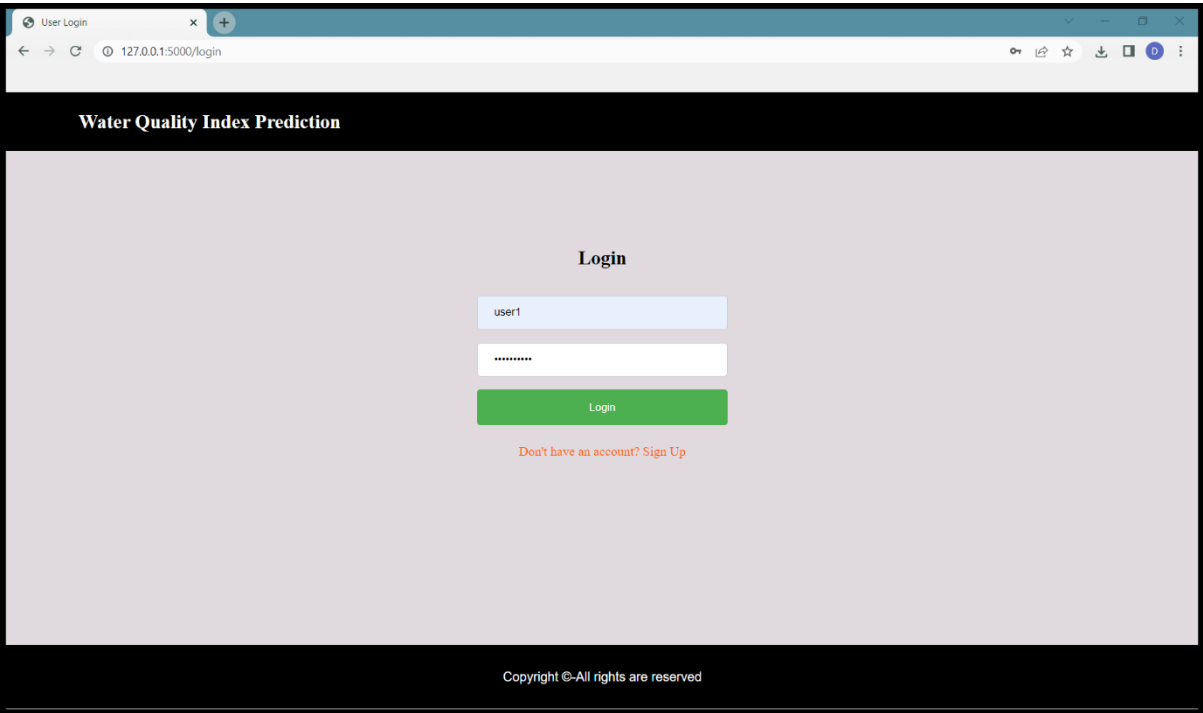 User Login
127.0.0.1:5000/login
D
Water Quality Index Prediction
Login
user1
••••••••••
Login
Don't have an account? Sign Up
Copyright ©-All rights are reserved